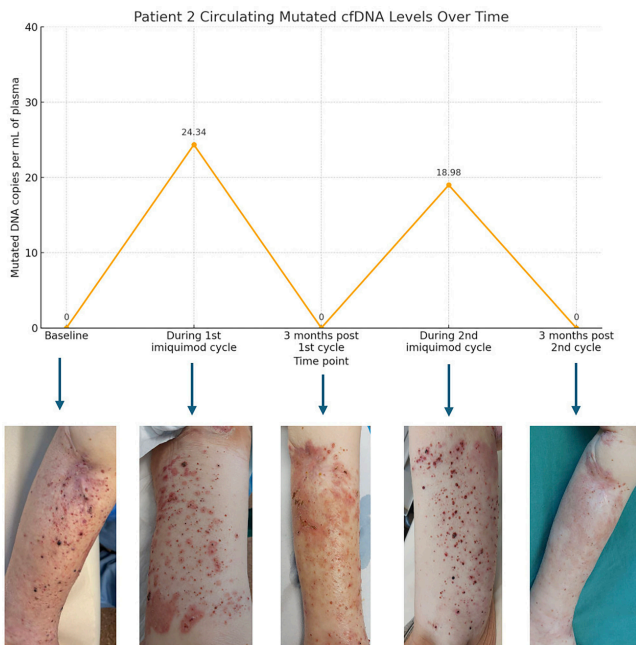 Patient 2 Circulating Mutated cfDNA Levels Over Time
Mutated DNA copies per mL of plasma
40
30
20
10
0
0
24.34
0
18.98
0
Baseline
During 1st
imiquimod cycle
3 months post
1st cycle
During 2nd
imiquimod cycle
3 months post
2nd cycle
Time point